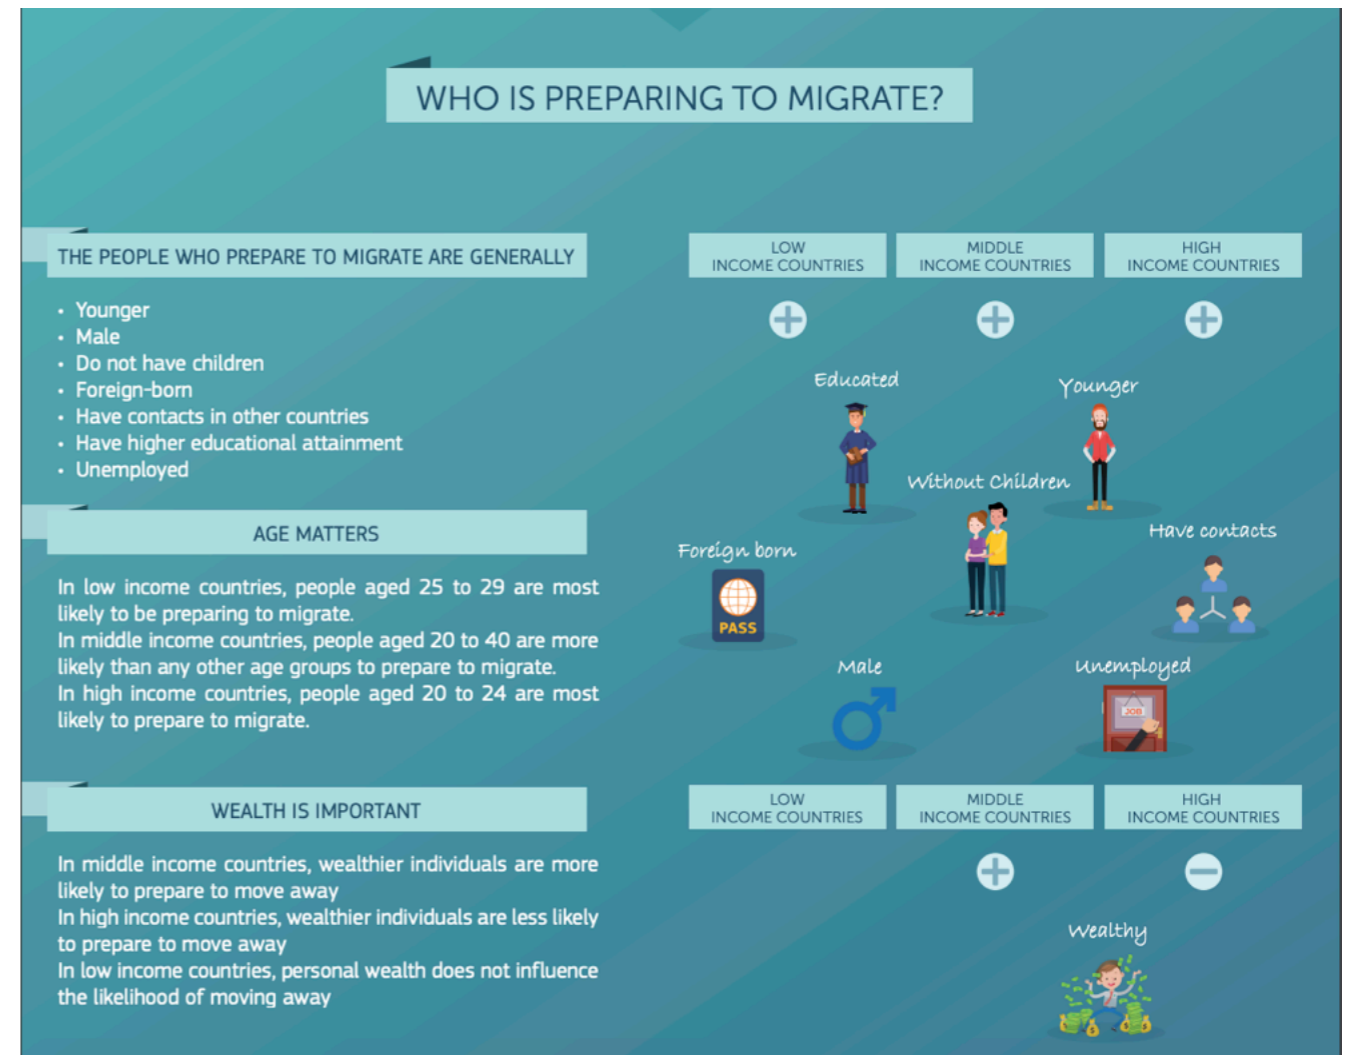 WHO IS PREPARING TO MIGRATE?
THE PEOPLE WHO PREPARE TO MIGRATE ARE GENERALLY
• Younger
• Male
• Do not have children
• Foreign-born
• Have contacts in other countries
• Have higher educational attainment
• Unemployed
AGE MATTERS
In low income countries, people aged 25 to 29 are most
likely to be preparing to migrate.
In middle income countries, people aged 20 to 40 are more
likely than any other age groups to prepare to migrate.
In high income countries, people aged 20 to 24 are most
likely to prepare to migrate.
WEALTH IS IMPORTANT
In middle income countries, wealthier individuals are more
likely to prepare to move away
In high income countries, wealthier individuals are less likely
to prepare to move away
In low income countries, personal wealth does not influence
the likelihood of moving away
LOW
INCOME COUNTRIES
MIDDLE
INCOME COUNTRIES
HIGH
INCOME COUNTRIES
+
+
+
Educated
Younger
Without Children
Have contacts
Foreign born
PASS
Male
Unemployed
JOB
LOW
INCOME COUNTRIES
MIDDLE
INCOME COUNTRIES
HIGH
INCOME COUNTRIES
+
−
Wealthy